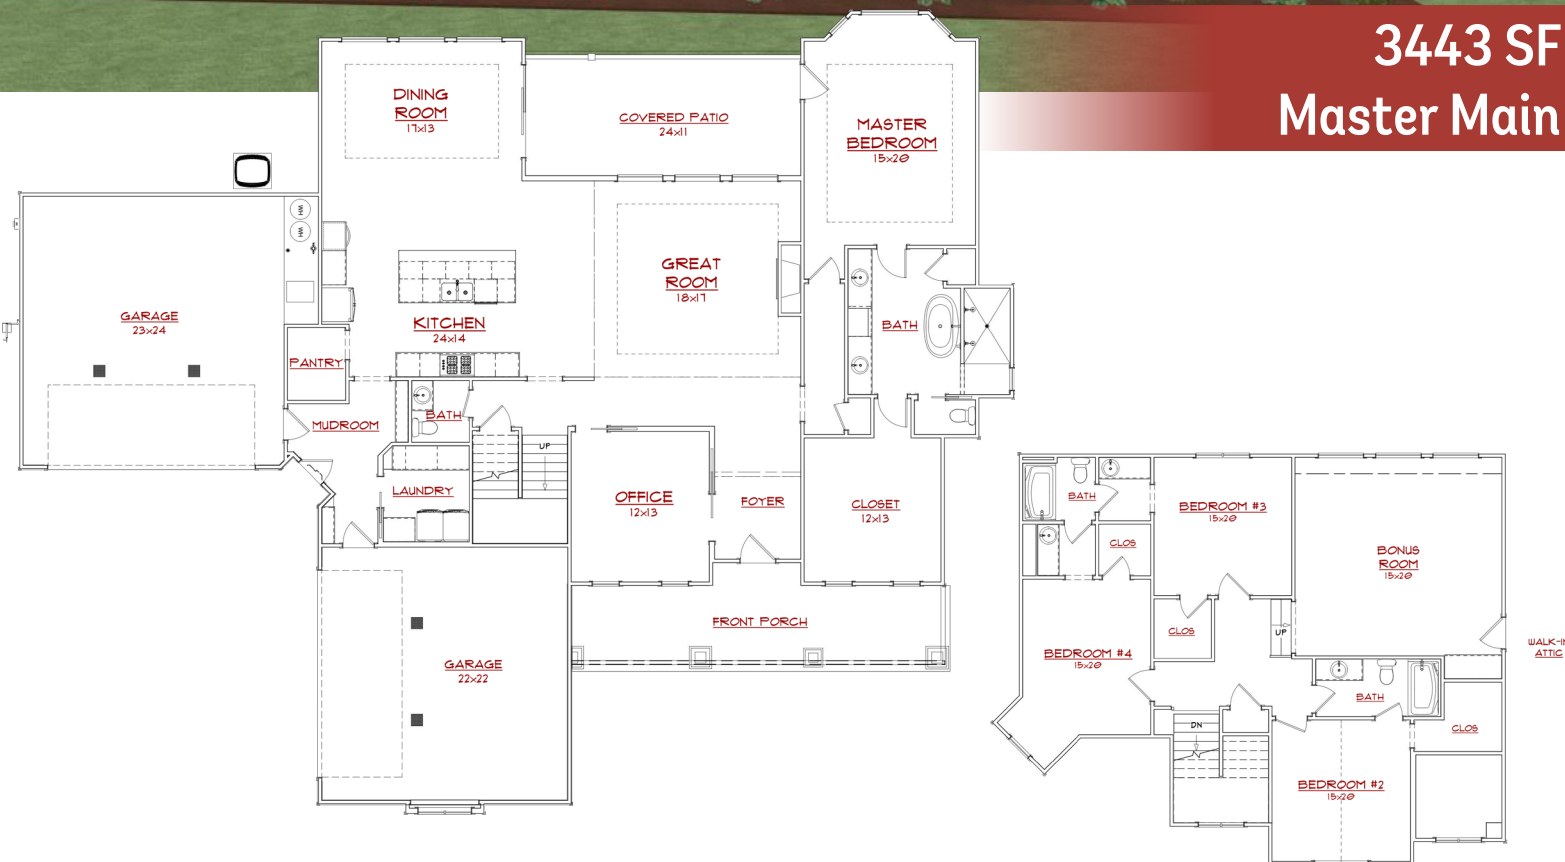 3443 SF
Master Main
DINING
ROOM
17x13
COVERED PATIO
24x11
MASTER
BEDROOM
15x20
WH
WH
GREAT
ROOM
18x17
GARAGE
23x24
KITCHEN
24x14
BATH
PANTRY
MUDROOM
BATH
UP
LAUNDRY
OFFICE
12x13
FOYER
CLOSET
12x13
FRONT PORCH
GARAGE
22x22
BATH
BEDROOM #3
15x20
CLOS
BONUS
ROOM
15x20
CLOS
UP
WALK-IN
ATTIC
BEDROOM #4
15x20
BATH
DN
CLOS
BEDROOM #2
15x20